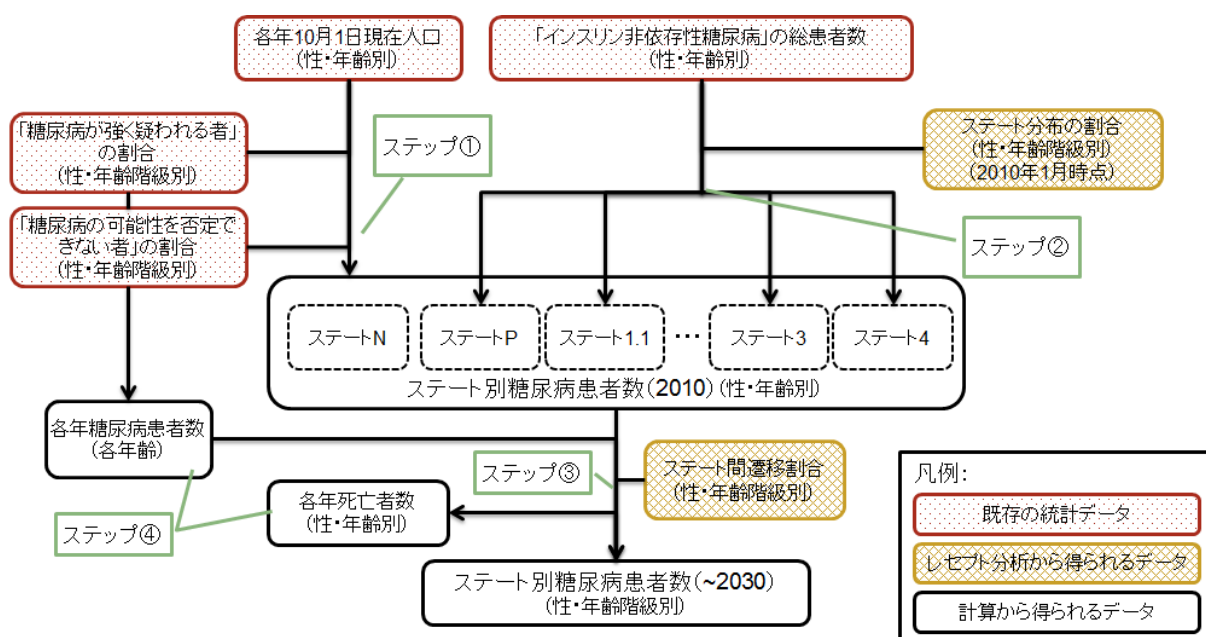 各年10月1日現在人口
(性・年齢別)
「インスリン非依存性糖尿病」の総患者数
(性・年齢別)
「糖尿病が強く疑われる者」
の割合
(性・年齢階級別)
ステップ①
ステート分布の割合
(性・年齢階級別)
(2010年1月時点)
「糖尿病の可能性を否定で
きない者」の割合
(性・年齢階級別)
ステップ②
ステートN
ステートP
ステート1.1
…
ステート3
ステート4
ステート別糖尿病患者数(2010)(性・年齢別)
各年糖尿病患者数
(各年齢)
ステップ③
ステート間遷移割合
(性・年齢階級別)
各年死亡者数
(性・年齢別)
ステップ④
ステート別糖尿病患者数(~2030)
(性・年齢階級別)
凡例:
既存の統計データ
レセプト分析から得られるデータ
計算から得られるデータ